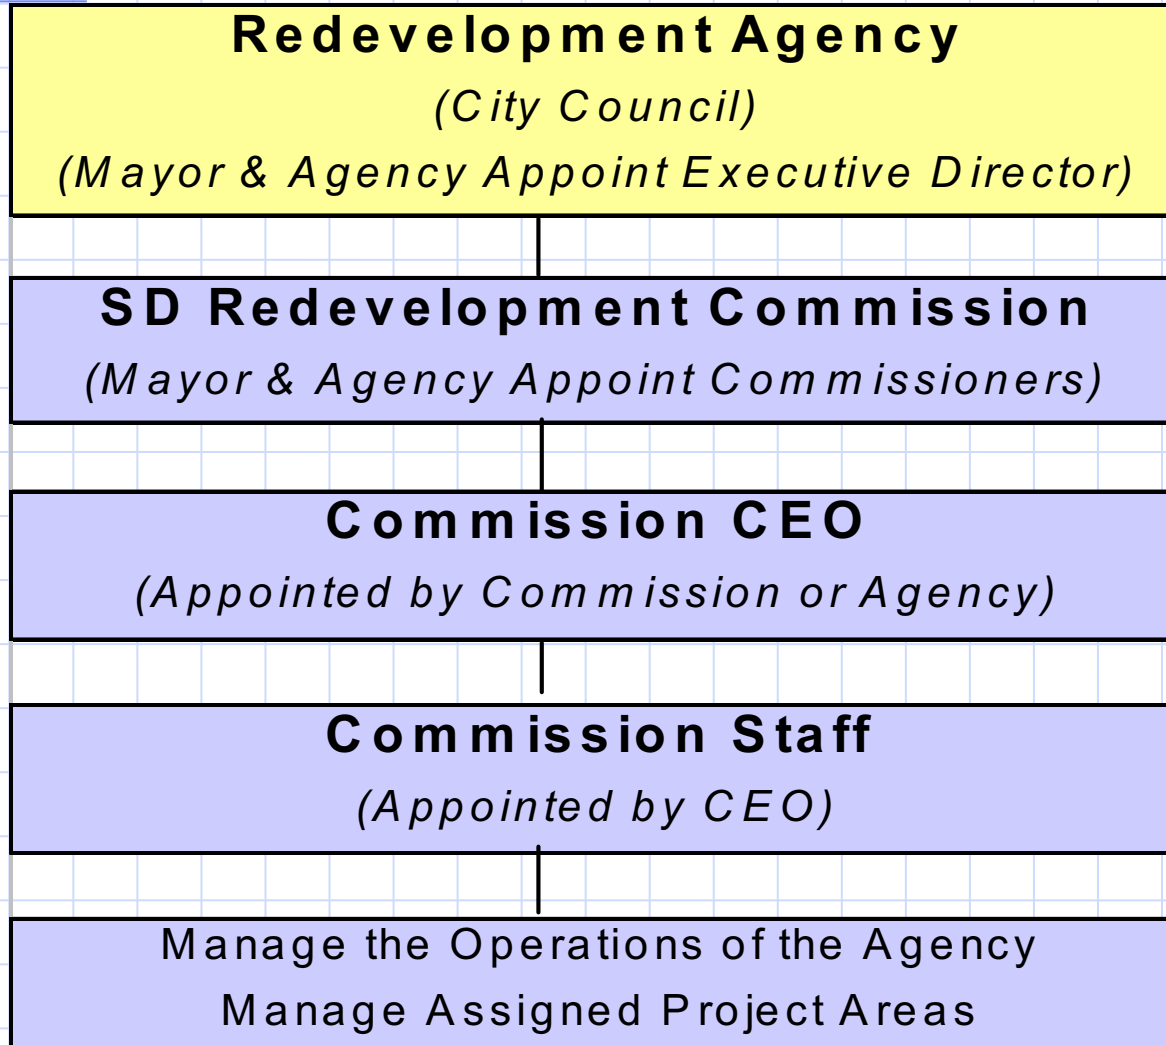 Redevelopment Agency
(City Council)
(Mayor & Agency Appoint Executive Director)
SD Redevelopment Commission
(Mayor & Agency Appoint Commissioners)
Commission CEO
(Appointed by Commission or Agency)
Commission Staff
(Appointed by CEO)
Manage the Operations of the Agency
Manage Assigned Project Areas